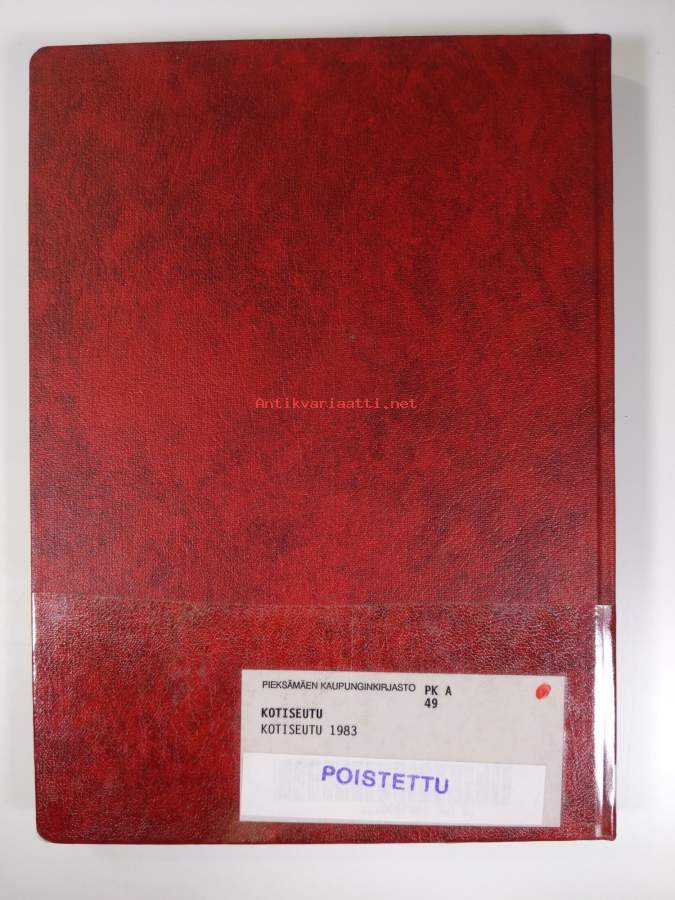 Antikvariaatti.net
PIEKSÄMÄEN KAUPUNGINKIRJASTO PK A
49
KOTISEUTU
KOTISEUTU 1983
POISTETTU